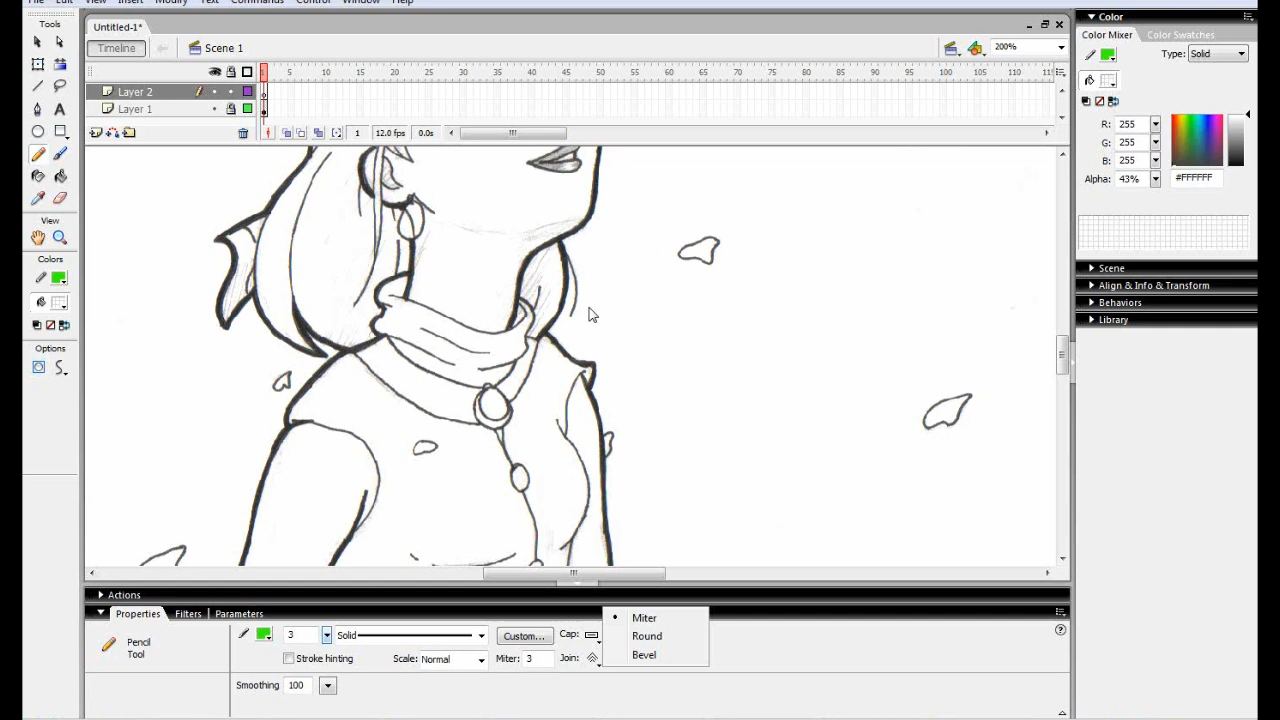 File Edit View Insert Modify Text Commands Control Window Help
Tools
Untitled-1*
Timeline
Scene 1
200%
1 5 10 15 20 25 30 35 40 45 50 55 60 65 70 75 80 85 90 95 100 105 110 115
Layer 2
Layer 1
1 12.0 fps 0.0s
View
Colors
Options
Color
Color Mixer Color Swatches
Type: Solid
R: 255
G: 255
B: 255
Alpha: 43% #FFFFFF
Scene
Align & Info & Transform
Behaviors
Library
Actions
Properties Filters Parameters
Pencil
Tool
3 Solid Custom... Cap:
Stroke hinting Scale: Normal Miter: 3 Join:
Smoothing 100
Miter
Round
Bevel